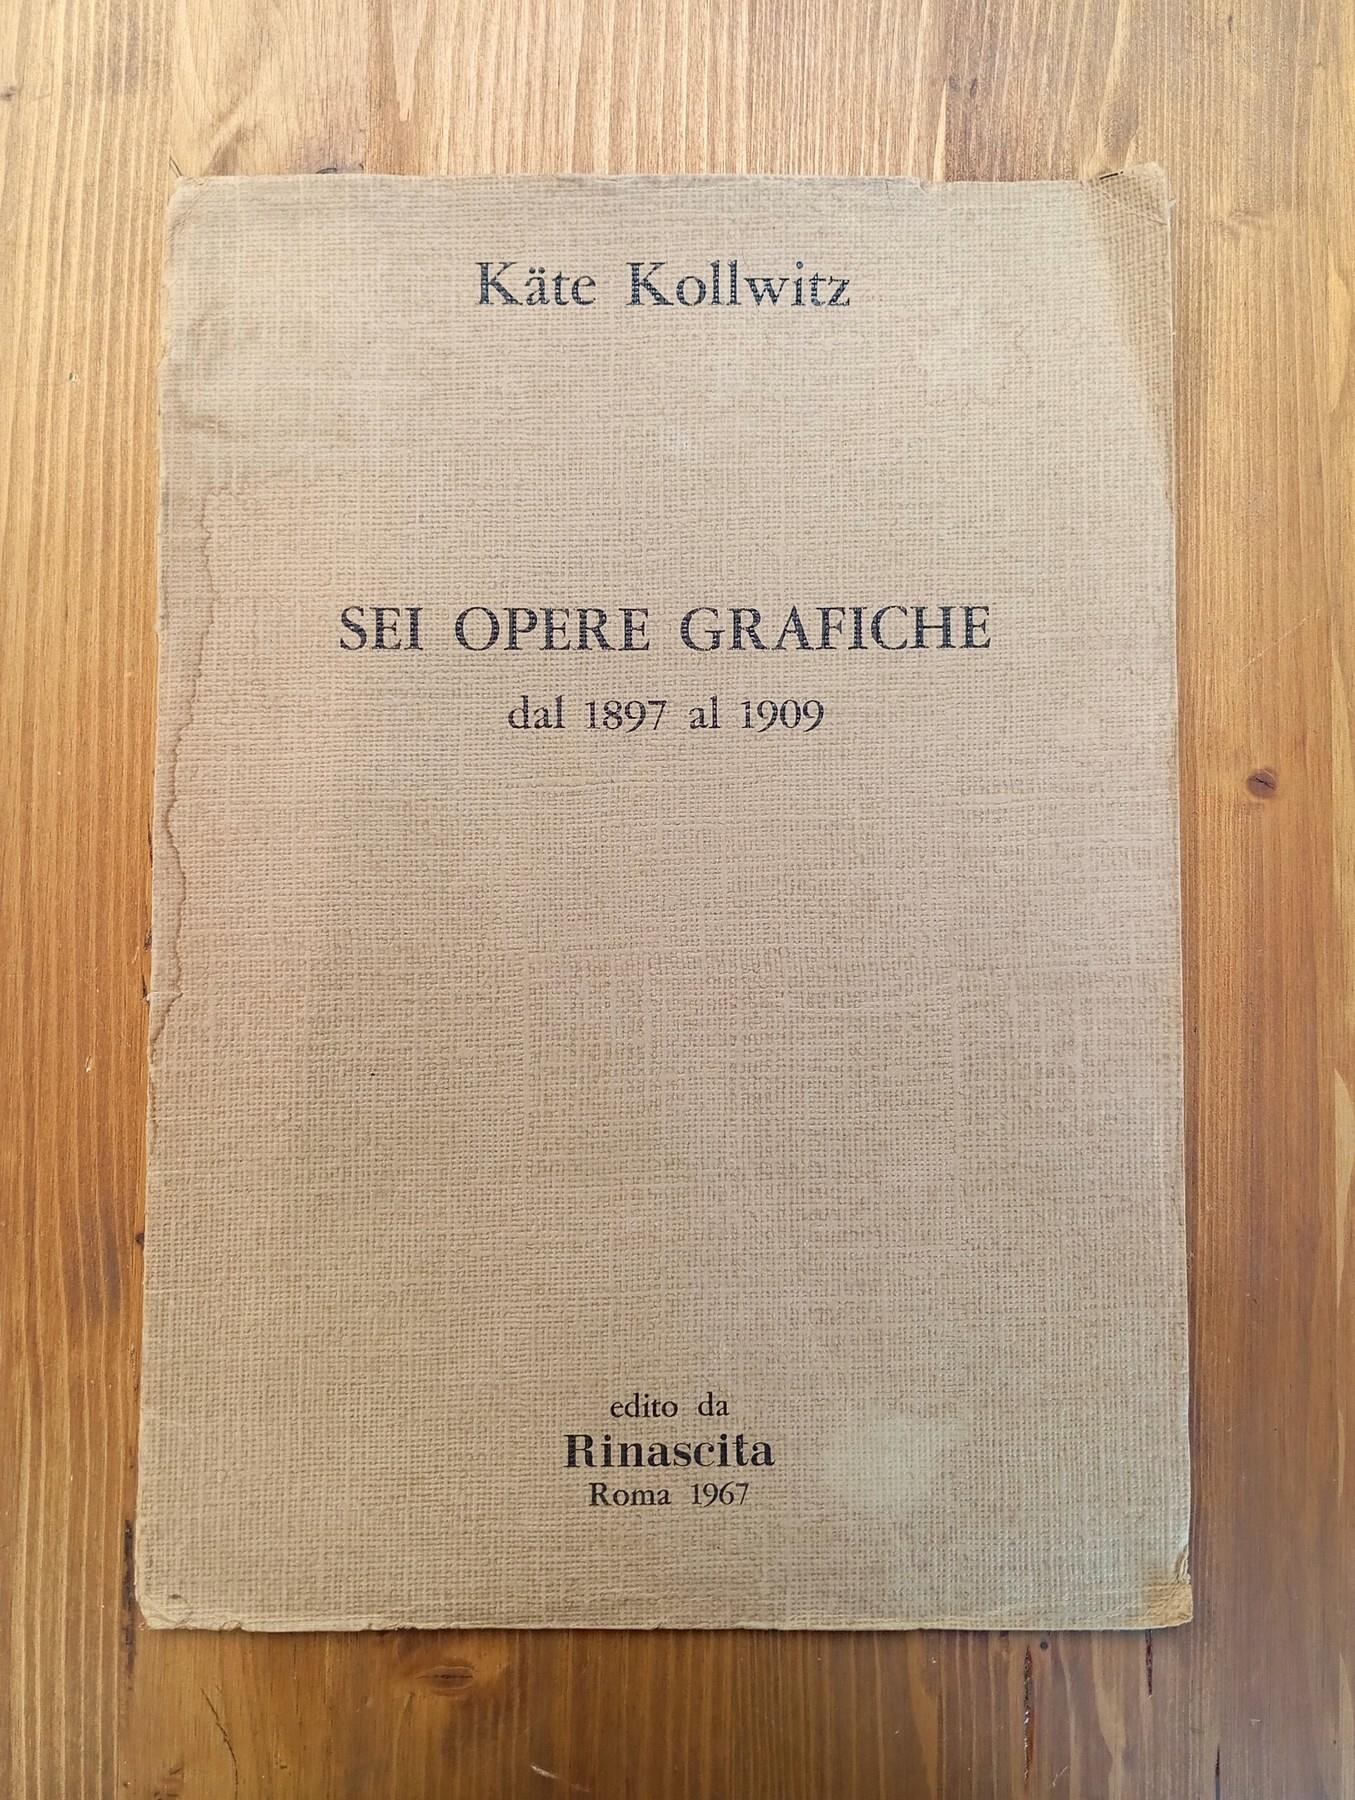 Käte Kollwitz
SEI OPERE GRAFICHE
dal 1897 al 1909
edito da
Rinascita
Roma 1967